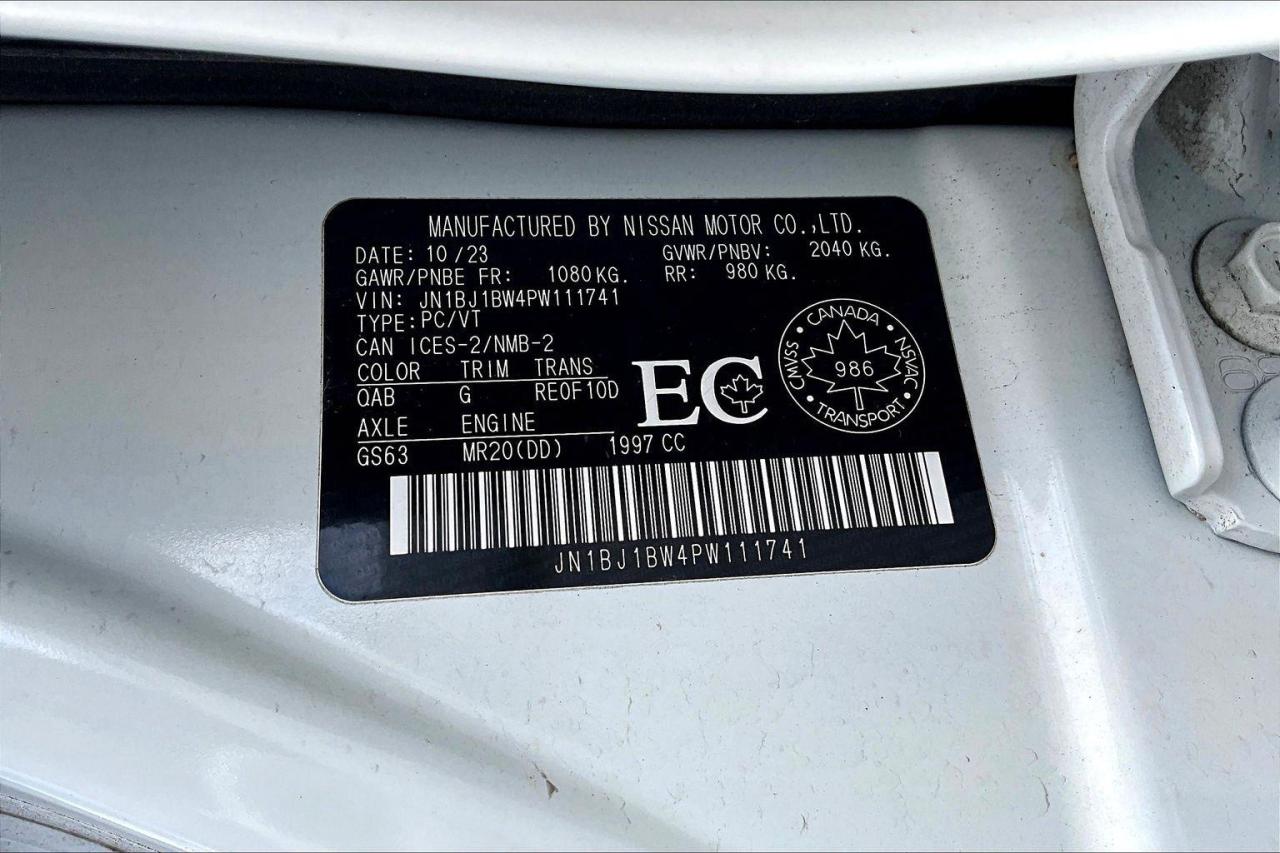 MANUFACTURED BY NISSAN MOTOR CO.,LTD.
DATE: 10/23 GVWR/PNBV: 2040 KG.
GAWR/PNBE FR: 1080 KG. RR: 980 KG.
VIN: JN1BJ1BW4PW111741
TYPE: PC/VT
CAN ICES-2/NMB-2
COLOR TRIM TRANS
QAB G RE0F10D
AXLE ENGINE
GS63 MR20(DD) 1997 CC
EC
CANADA
CMVSS 986 NSVAC
TRANSPORT
JN1BJ1BW4PW111741